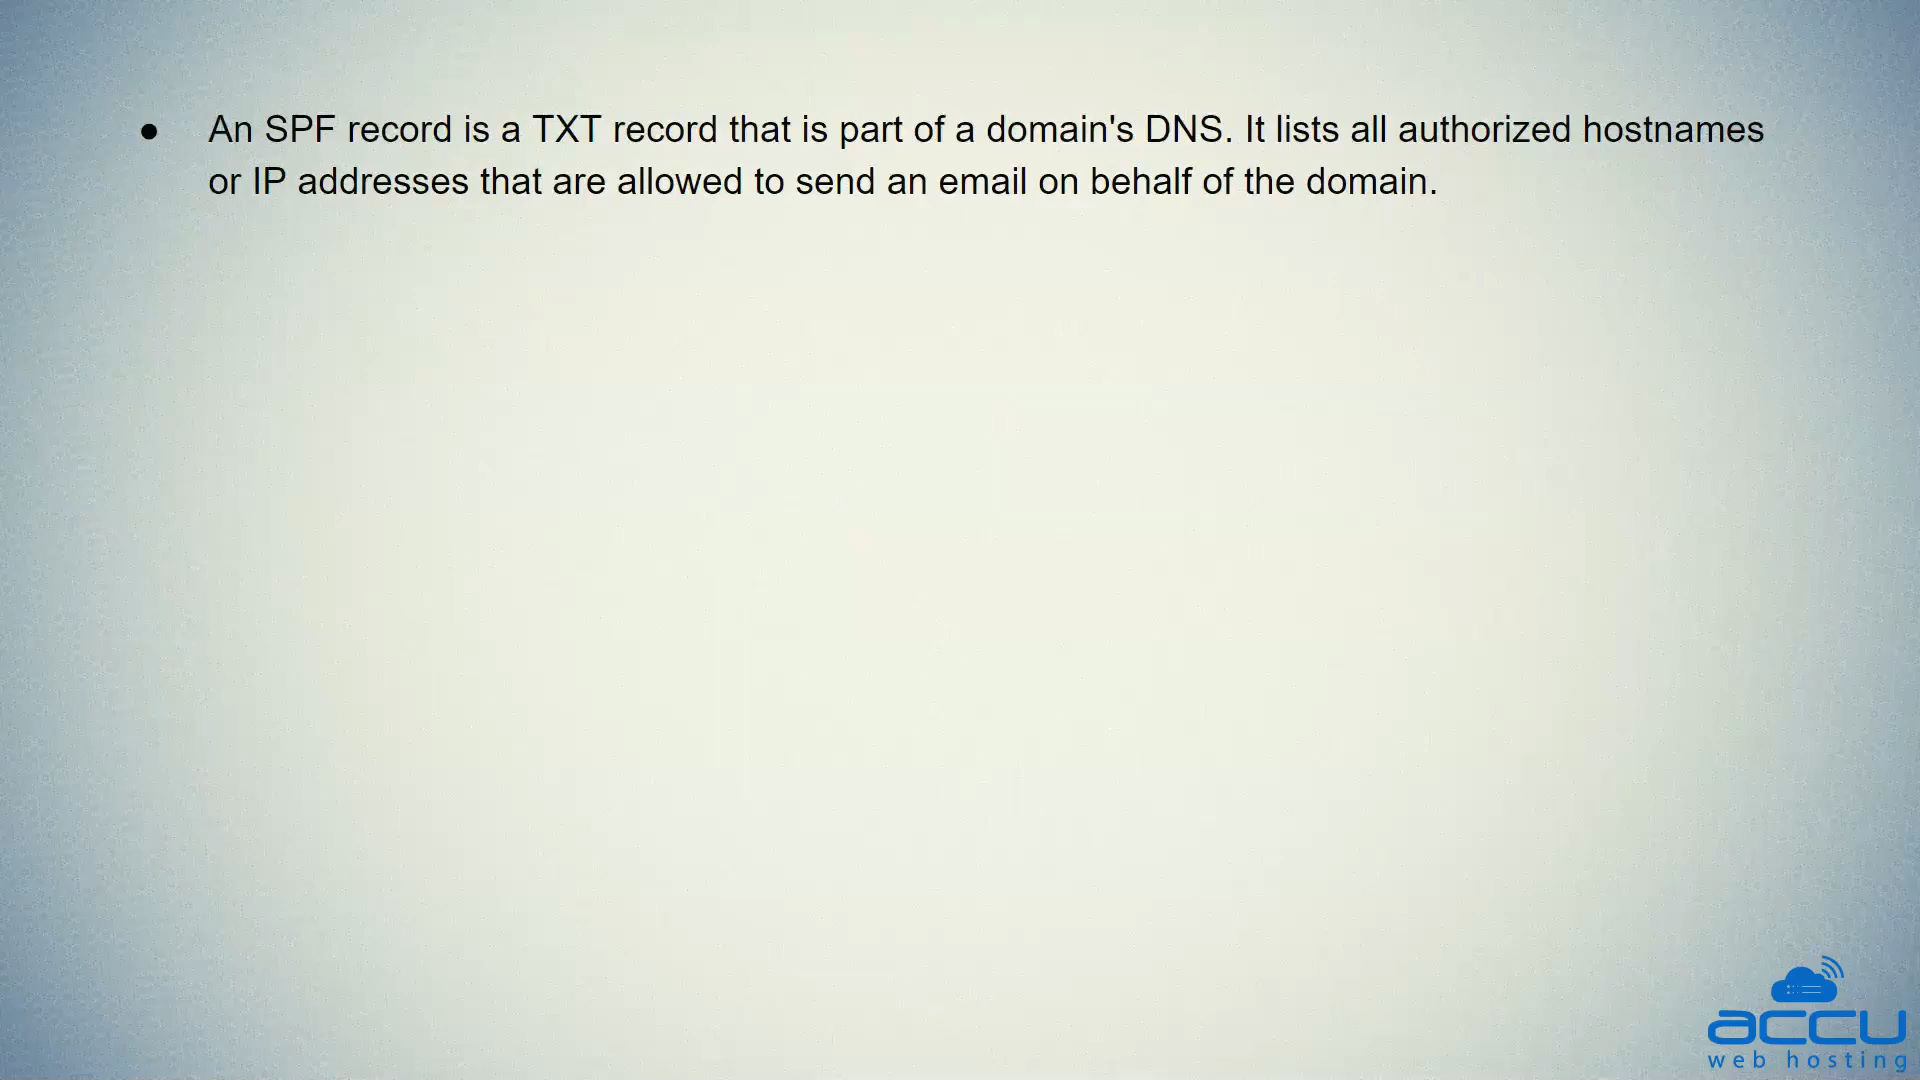 ● An SPF record is a TXT record that is part of a domain's DNS. It lists all authorized hostnames
or IP addresses that are allowed to send an email on behalf of the domain.
accu
web hosting